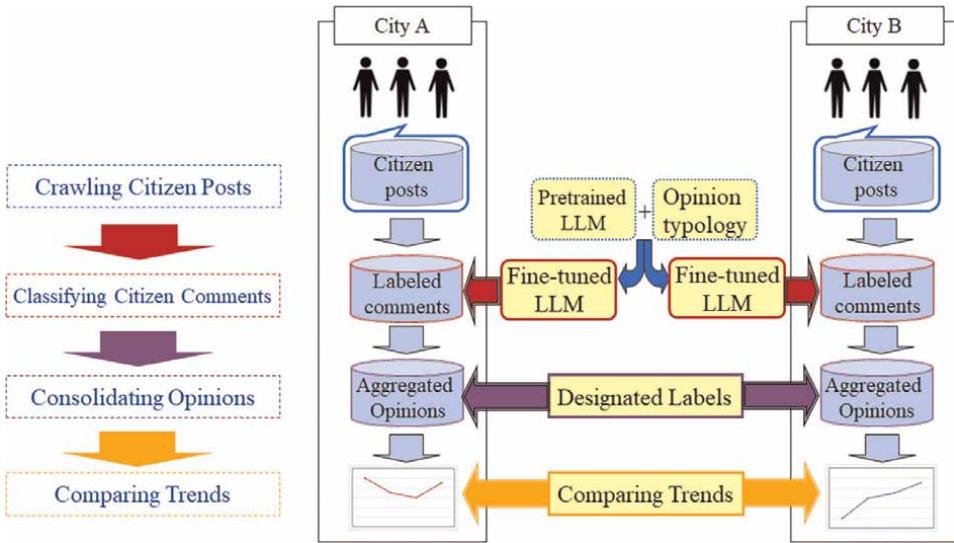 City A
City B
Citizen
posts
Citizen
posts
Crawling Citizen Posts
Pretrained
LLM
+
Opinion
typology
Classifying Citizen Comments
Labeled
comments
Fine-tuned
LLM
Fine-tuned
LLM
Labeled
comments
Consolidating Opinions
Aggregated
Opinions
Designated Labels
Aggregated
Opinions
Comparing Trends
Comparing Trends